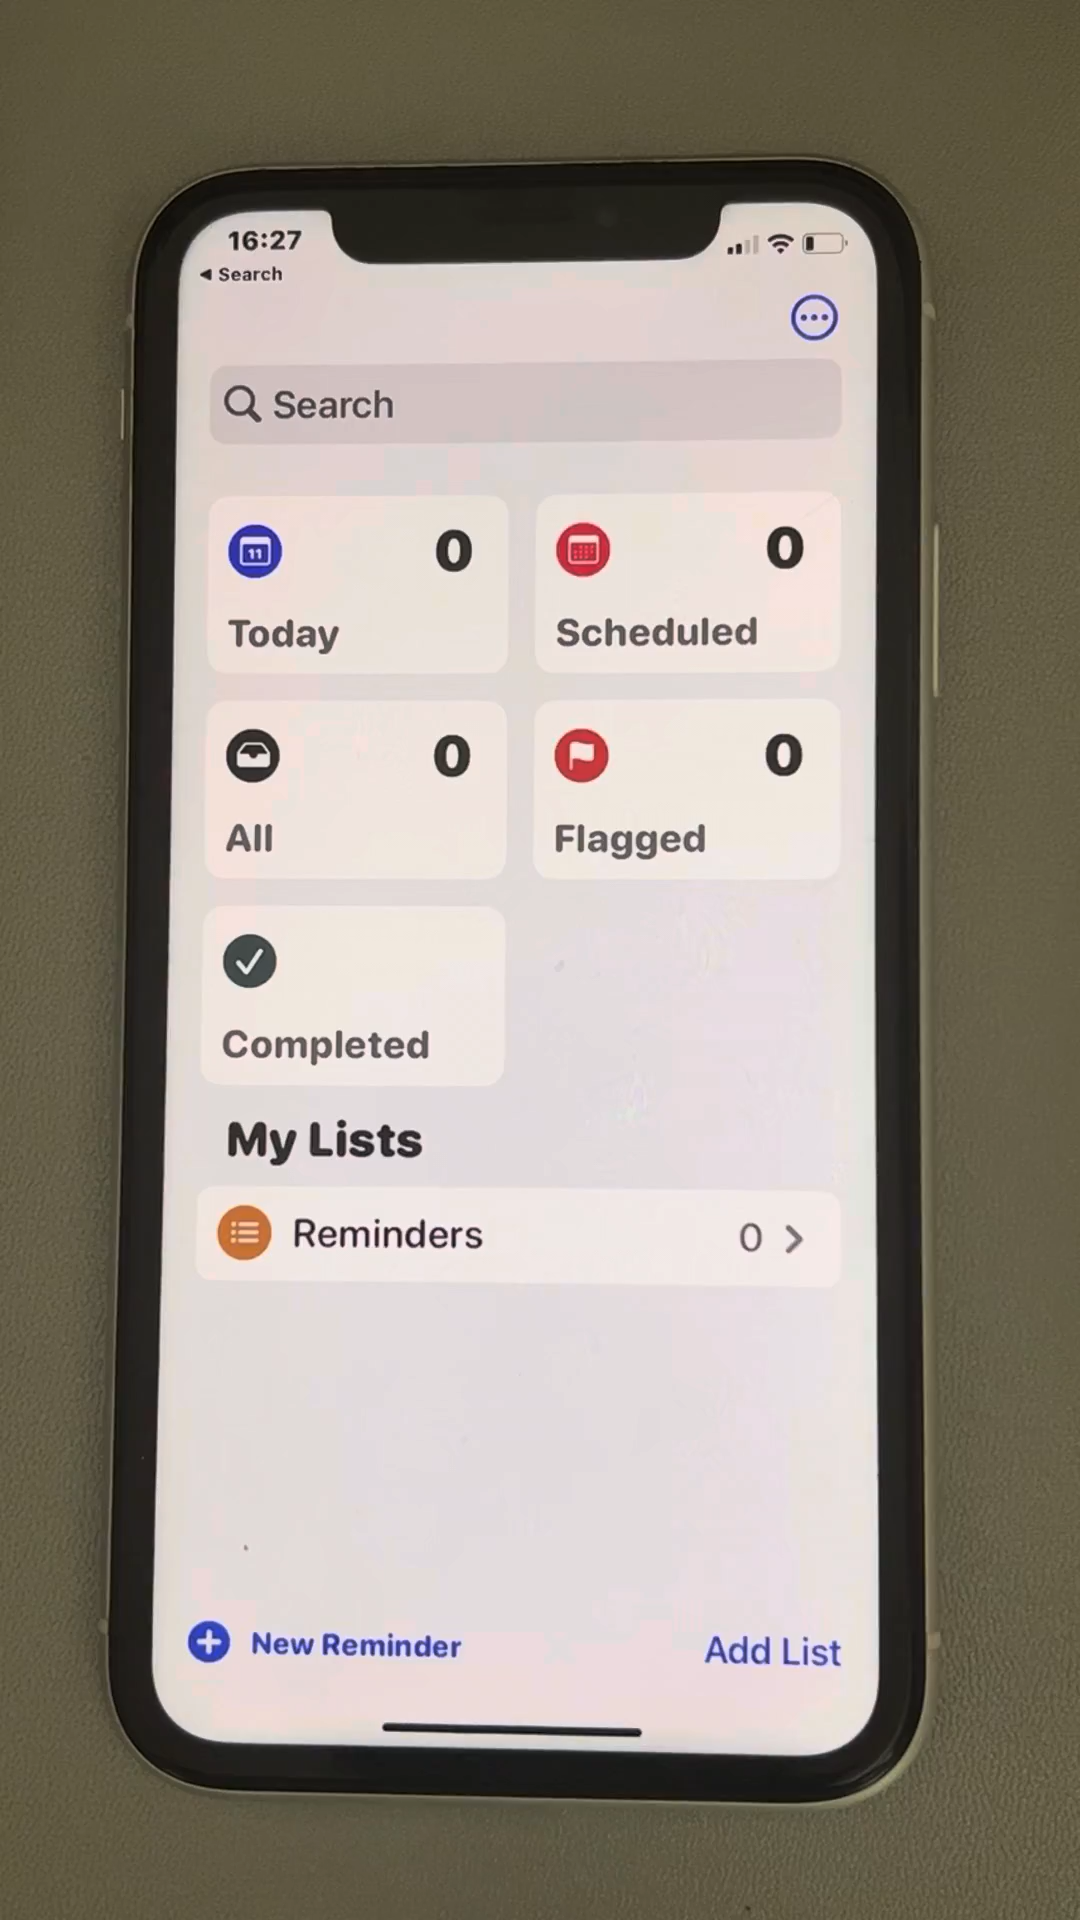 16:27
◀ Search
Search
11
0
0
Today
Scheduled
0
0
All
Flagged
Completed
My Lists
Reminders 0
New Reminder
Add List